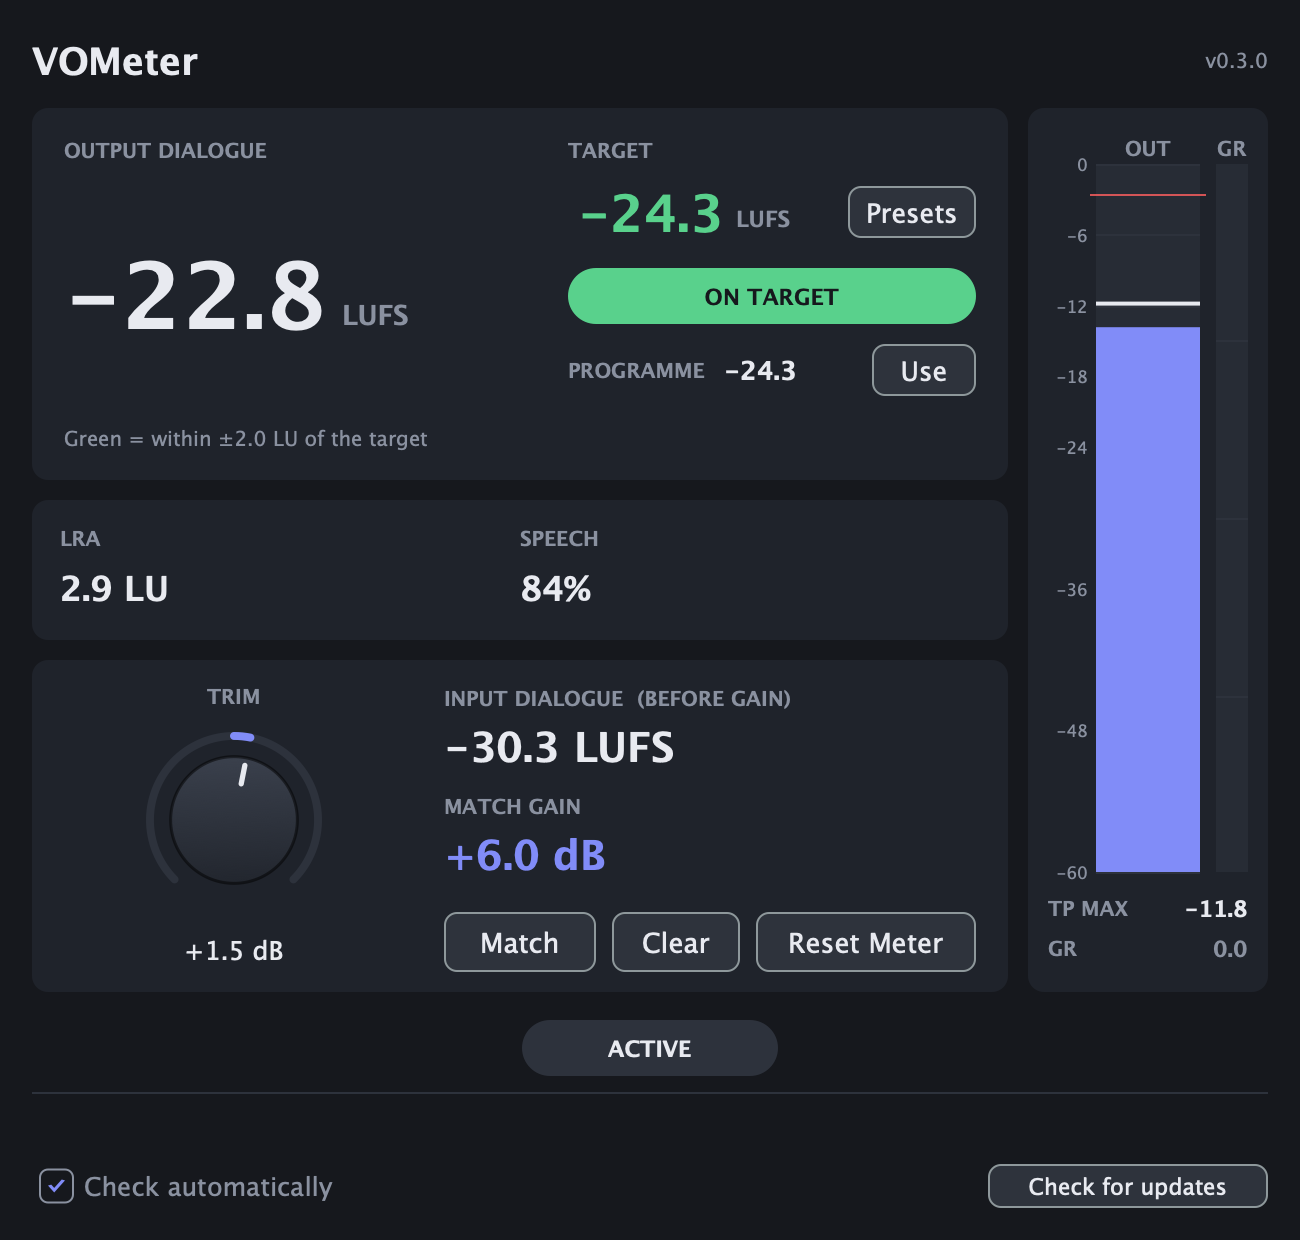 VOMeter
v0.3.0
OUTPUT DIALOGUE
−22.8 LUFS
Green = within ±2.0 LU of the target
TARGET
−24.3 LUFS
Presets
ON TARGET
PROGRAMME −24.3
Use
LRA
2.9 LU
SPEECH
84%
TRIM
+1.5 dB
INPUT DIALOGUE (BEFORE GAIN)
−30.3 LUFS
MATCH GAIN
+6.0 dB
Match
Clear
Reset Meter
OUT GR
0
−6
−12
−18
−24
−36
−48
−60
TP MAX −11.8
GR 0.0
ACTIVE
Check automatically
Check for updates